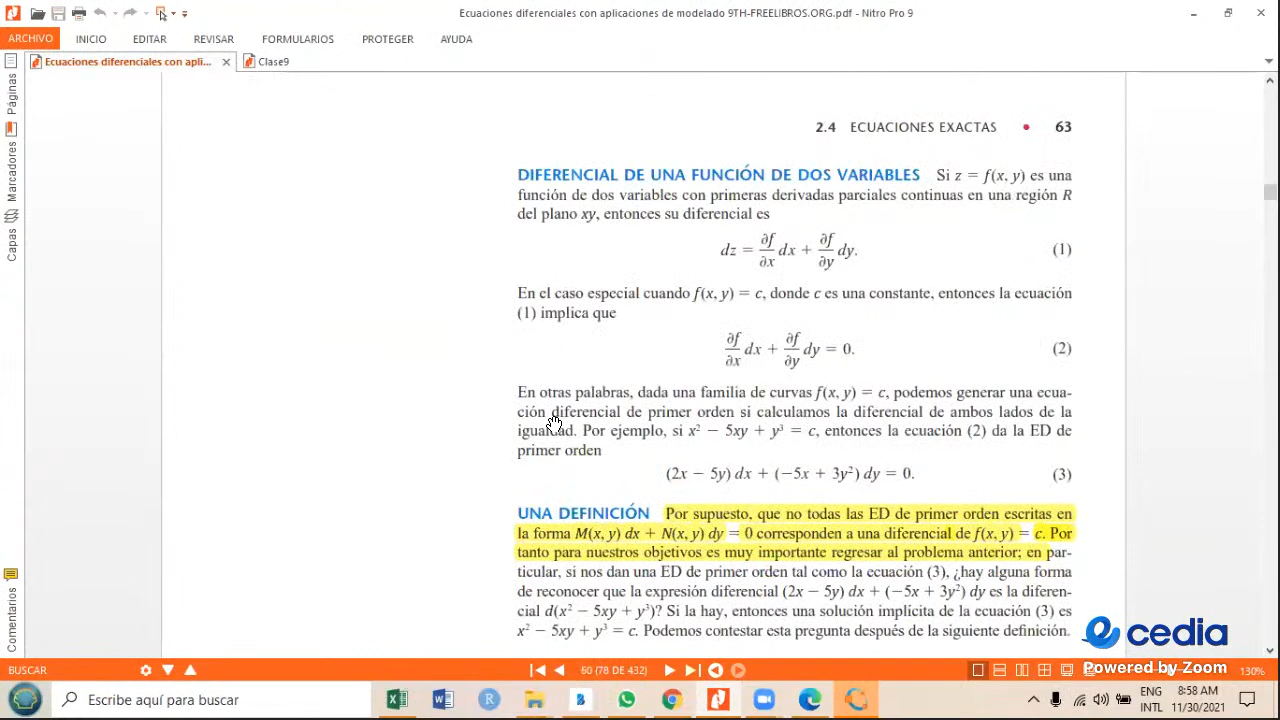 Ecuaciones diferenciales con aplicaciones de modelado 9TH-FREELIBROS.ORG.pdf - Nitro Pro 9
ARCHIVO INICIO EDITAR REVISAR FORMULARIOS PROTEGER AYUDA
Ecuaciones diferenciales con apli... Clase9
Páginas
Marcadores
Capas
Comentarios
2.4 ECUACIONES EXACTAS • 63
DIFERENCIAL DE UNA FUNCIÓN DE DOS VARIABLES Si z = f(x, y) es una
función de dos variables con primeras derivadas parciales continuas en una región R
del plano xy, entonces su diferencial es
dz = ∂f/∂x dx + ∂f/∂y dy. (1)
En el caso especial cuando f(x, y) = c, donde c es una constante, entonces la ecuación
(1) implica que
∂f/∂x dx + ∂f/∂y dy = 0. (2)
En otras palabras, dada una familia de curvas f(x, y) = c, podemos generar una ecua-
ción diferencial de primer orden si calculamos la diferencial de ambos lados de la
igualdad. Por ejemplo, si x² − 5xy + y³ = c, entonces la ecuación (2) da la ED de
primer orden
(2x − 5y) dx + (−5x + 3y²) dy = 0. (3)
UNA DEFINICIÓN Por supuesto, que no todas las ED de primer orden escritas en
la forma M(x, y) dx + N(x, y) dy = 0 corresponden a una diferencial de f(x, y) = c. Por
tanto para nuestros objetivos es muy importante regresar al problema anterior; en par-
ticular, si nos dan una ED de primer orden tal como la ecuación (3), ¿hay alguna forma
de reconocer que la expresión diferencial (2x − 5y) dx + (−5x + 3y²) dy es la diferen-
cial d(x² − 5xy + y³)? Si la hay, entonces una solución implícita de la ecuación (3) es
x² − 5xy + y³ = c. Podemos contestar esta pregunta después de la siguiente definición.
cedia
Powered by Zoom
BUSCAR 60 (78 DE 432) 130%
Escribe aquí para buscar
ENG
INTL
8:58 AM
11/30/2021